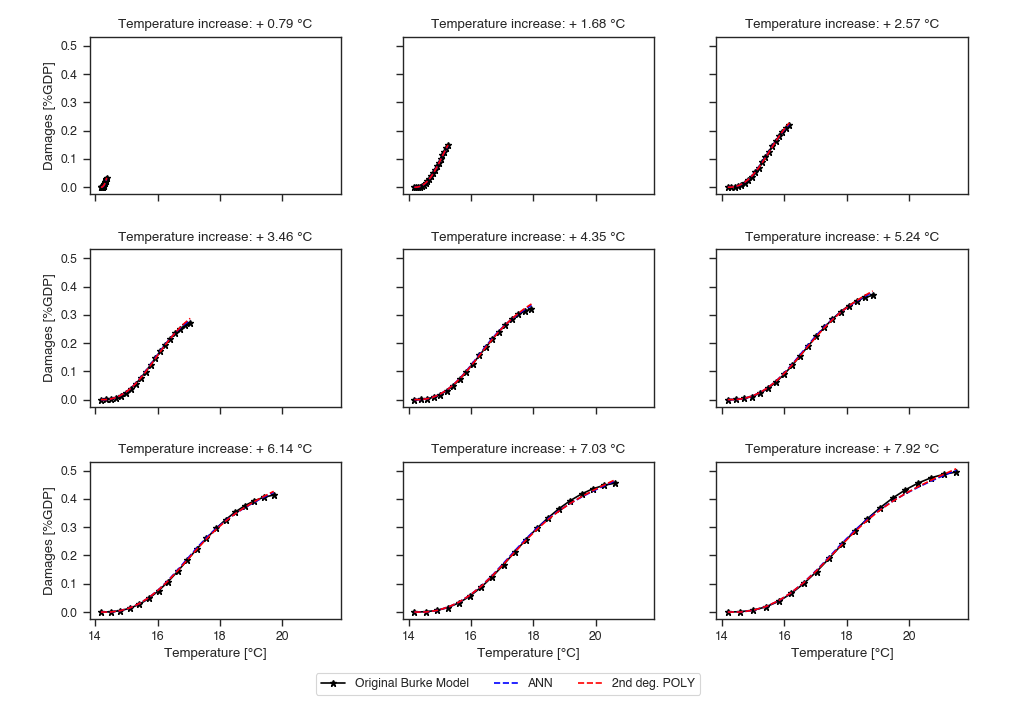 Temperature increase: + 0.79 °C
Temperature increase: + 1.68 °C
Temperature increase: + 2.57 °C
0.5
0.4
0.3
0.2
0.1
0.0
Damages [%GDP]
Temperature increase: + 3.46 °C
Temperature increase: + 4.35 °C
Temperature increase: + 5.24 °C
0.5
0.4
0.3
0.2
0.1
0.0
Damages [%GDP]
Temperature increase: + 6.14 °C
Temperature increase: + 7.03 °C
Temperature increase: + 7.92 °C
0.5
0.4
0.3
0.2
0.1
0.0
Damages [%GDP]
14 16 18 20
14 16 18 20
14 16 18 20
Temperature [°C]
Temperature [°C]
Temperature [°C]
Original Burke Model ANN 2nd deg. POLY